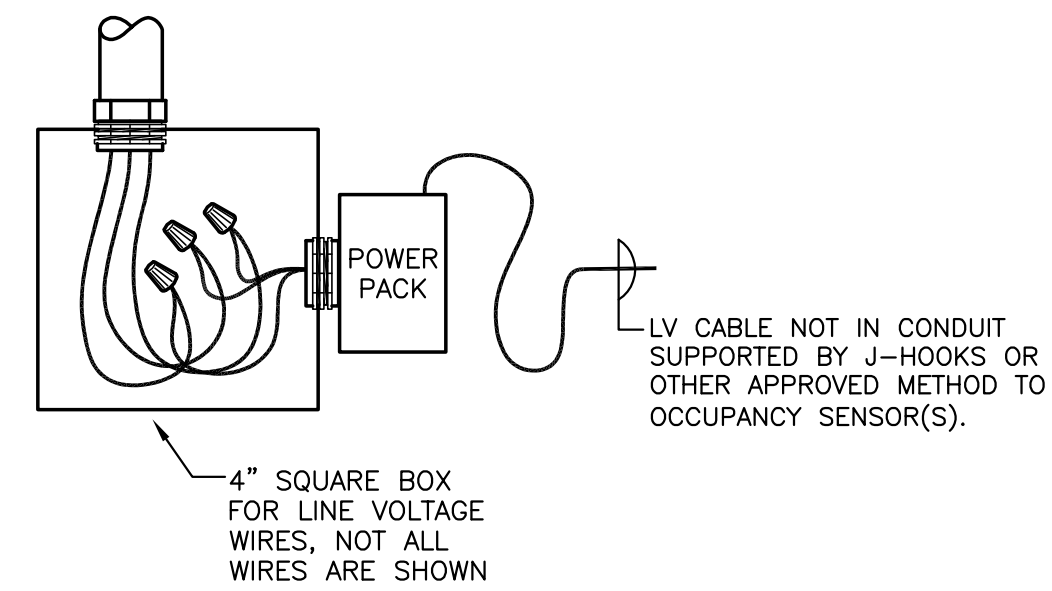 POWER
PACK
LV CABLE NOT IN CONDUIT
SUPPORTED BY J-HOOKS OR
OTHER APPROVED METHOD TO
OCCUPANCY SENSOR(S).
4" SQUARE BOX
FOR LINE VOLTAGE
WIRES, NOT ALL
WIRES ARE SHOWN